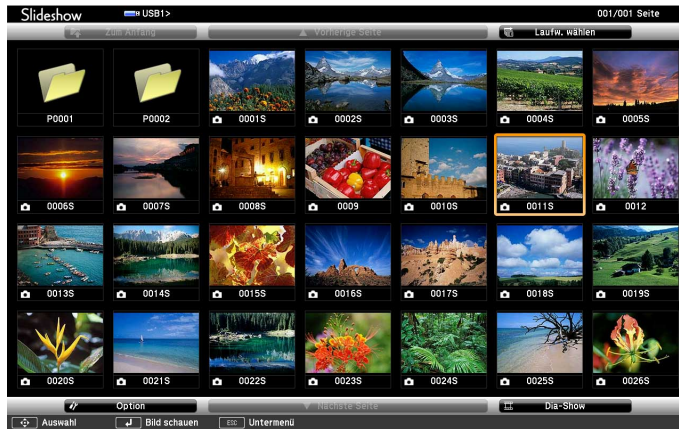 Slideshow USB1> 001/001 Seite
Zum Anfang Vorherige Seite Laufw. wählen
P0001 P0002 0001S 0002S 0003S 0004S 0005S
0006S 0007S 0008S 0009 0010S 0011S 0012
0013S 0014S 0015S 0016S 0017S 0018S 0019S
0020S 0021S 0022S 0023S 0024S 0025S 0026S
Option Nächste Seite Dia-Show
Auswahl Bild schauen ESC Untermenü